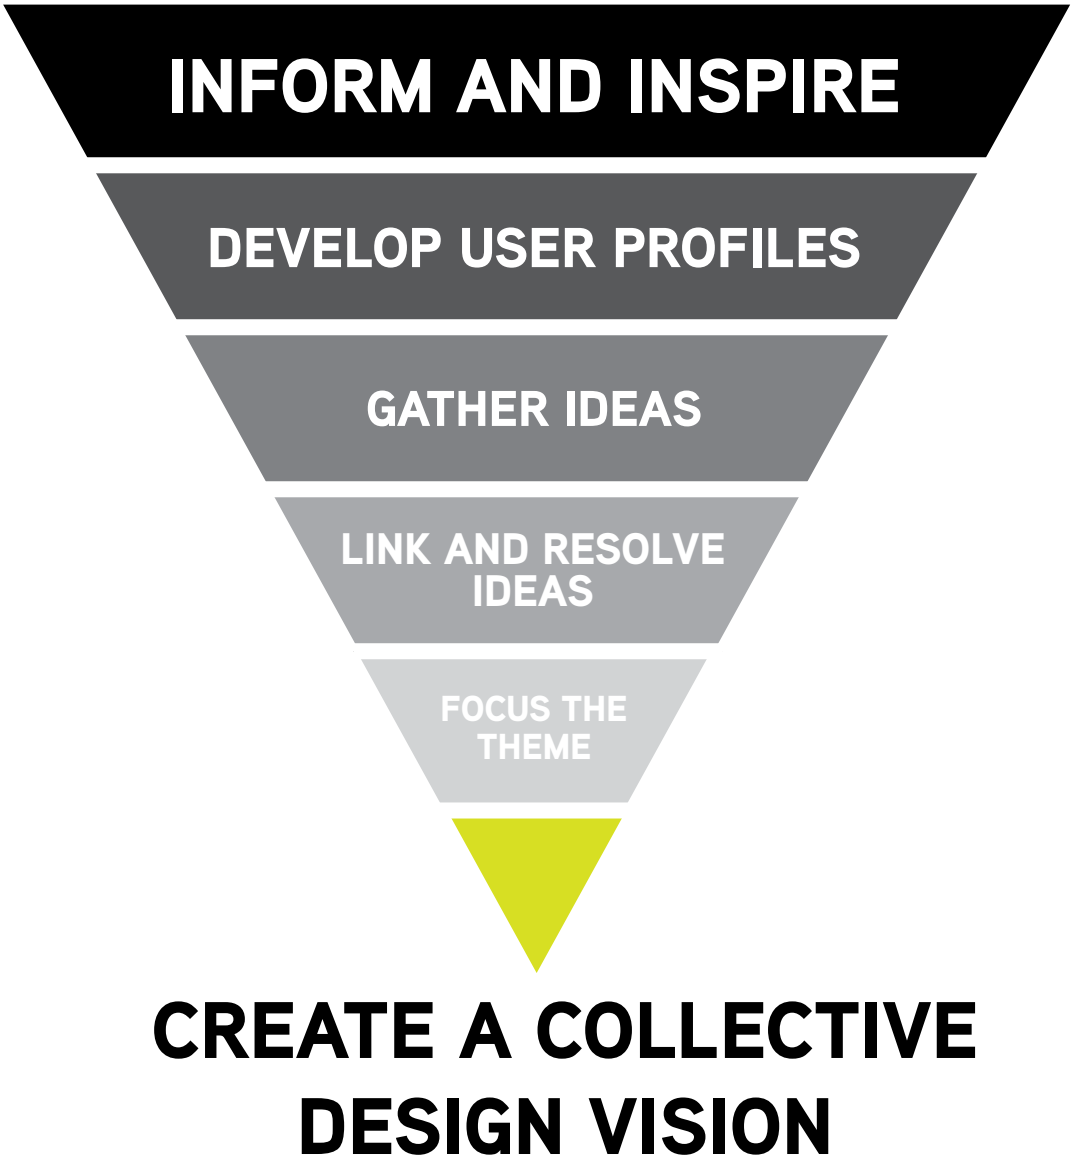 INFORM AND INSPIRE
DEVELOP USER PROFILES
GATHER IDEAS
LINK AND RESOLVE
IDEAS
FOCUS THE
THEME
CREATE A COLLECTIVE
DESIGN VISION